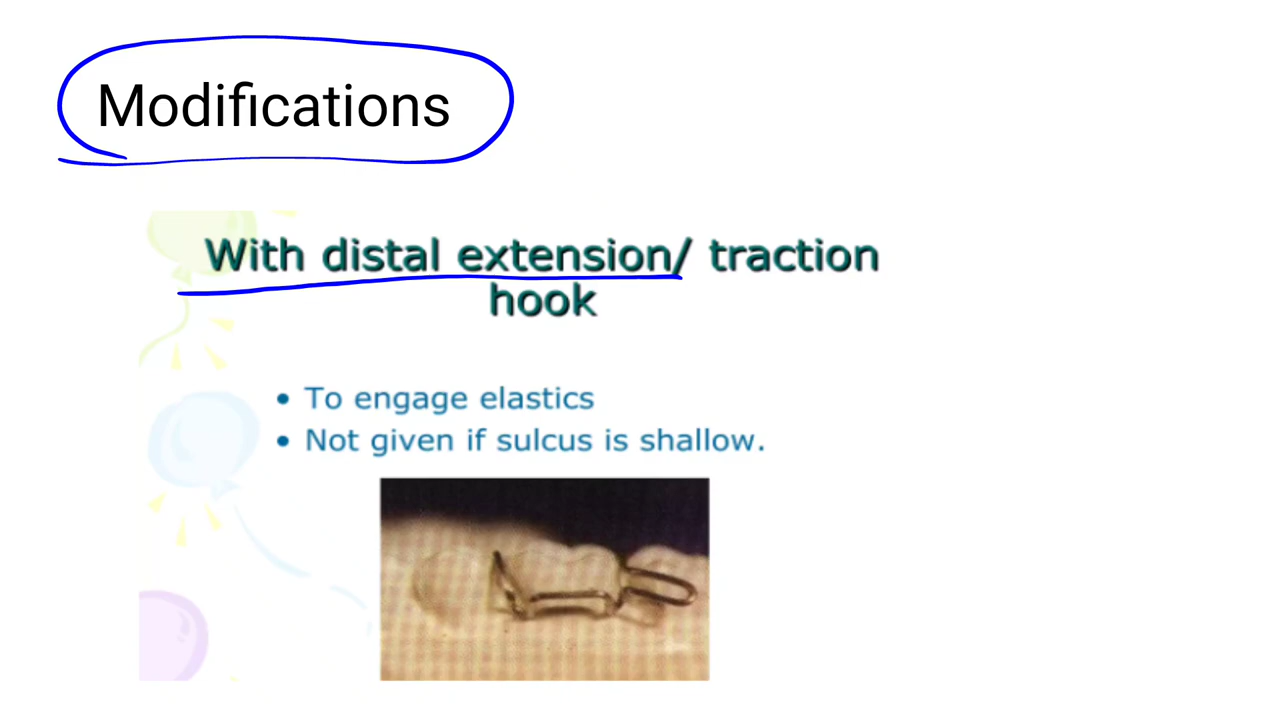 Modifications
With distal extension/ traction
hook
• To engage elastics
• Not given if sulcus is shallow.